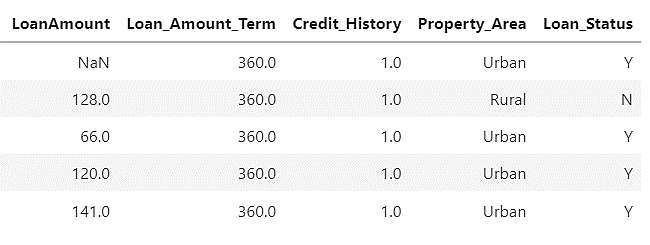 LoanAmount Loan_Amount_Term Credit_History Property_Area Loan_Status
NaN 360.0 1.0 Urban Y
128.0 360.0 1.0 Rural N
66.0 360.0 1.0 Urban Y
120.0 360.0 1.0 Urban Y
141.0 360.0 1.0 Urban Y